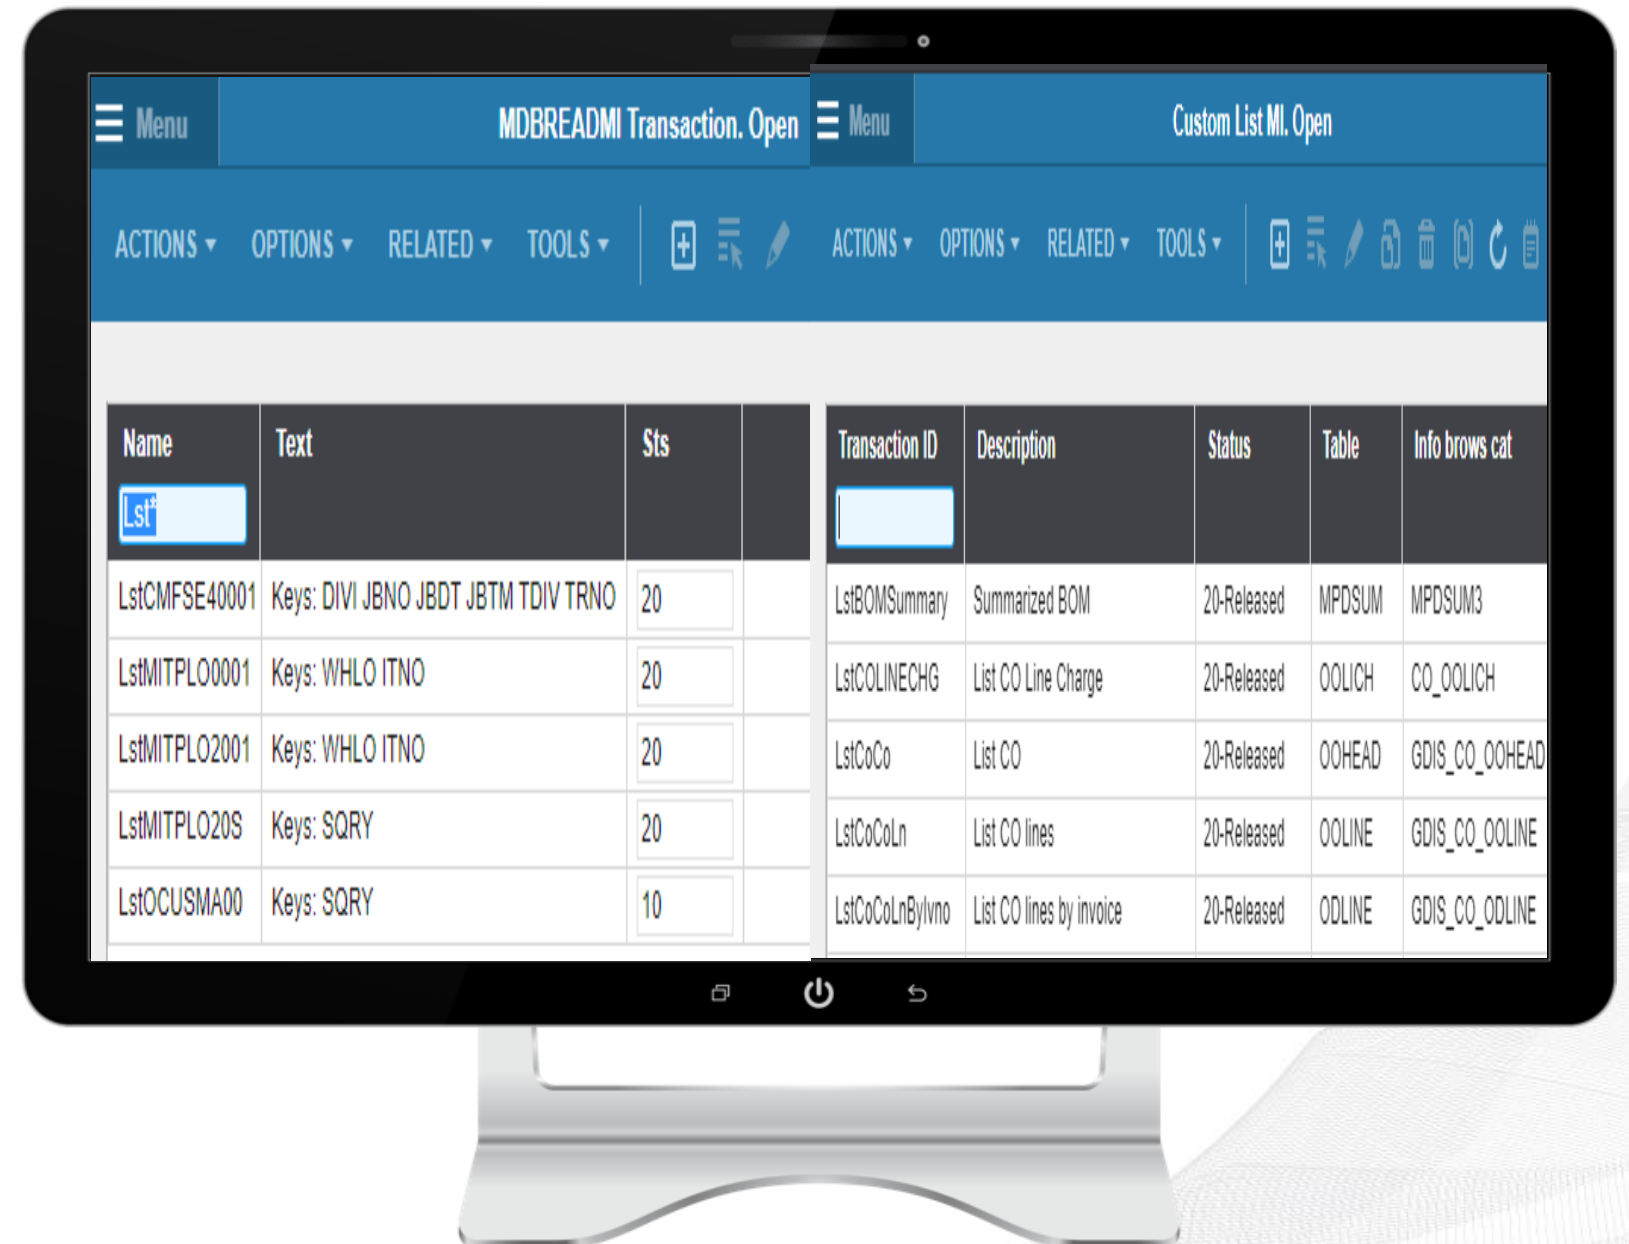 Menu
MDBREADMI Transaction. Open
ACTIONS OPTIONS RELATED TOOLS
Name Text Sts
Lst*
LstCMFSE40001 Keys: DIVI JBNO JBDT JBTM TDIV TRNO 20
LstMITPLO0001 Keys: WHLO ITNO 20
LstMITPLO2001 Keys: WHLO ITNO 20
LstMITPLO20S Keys: SQRY 20
LstOCUSMA00 Keys: SQRY 10
Menu
Custom List MI. Open
ACTIONS OPTIONS RELATED TOOLS
Transaction ID Description Status Table Info brows cat
LstBOMSummary Summarized BOM 20-Released MPDSUM MPDSUM3
LstCOLINECHG List CO Line Charge 20-Released OOLICH CO_OOLICH
LstCoCo List CO 20-Released OOHEAD GDIS_CO_OOHEAD
LstCoCoLn List CO lines 20-Released OOLINE GDIS_CO_OOLINE
LstCoCoLnByIvno List CO lines by invoice 20-Released ODLINE GDIS_CO_ODLINE